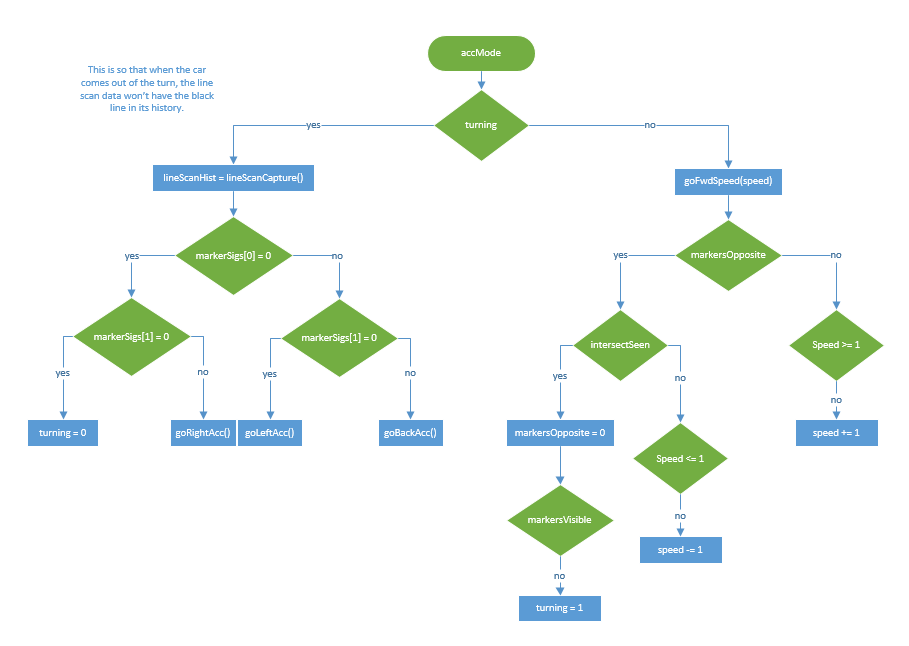 accMode
This is so that when the car
comes out of the turn, the line
scan data won't have the black
line in its history.
turning
yes
no
lineScanHist = lineScanCapture()
goFwdSpeed(speed)
markerSigs[0] = 0
yes
no
markersOpposite
yes
no
markerSigs[1] = 0
yes
no
markerSigs[1] = 0
yes
no
intersectSeen
yes
no
Speed >= 1
no
turning = 0
goRightAcc()
goLeftAcc()
goBackAcc()
markersOpposite = 0
speed += 1
Speed <= 1
no
markersVisible
no
speed -= 1
turning = 1